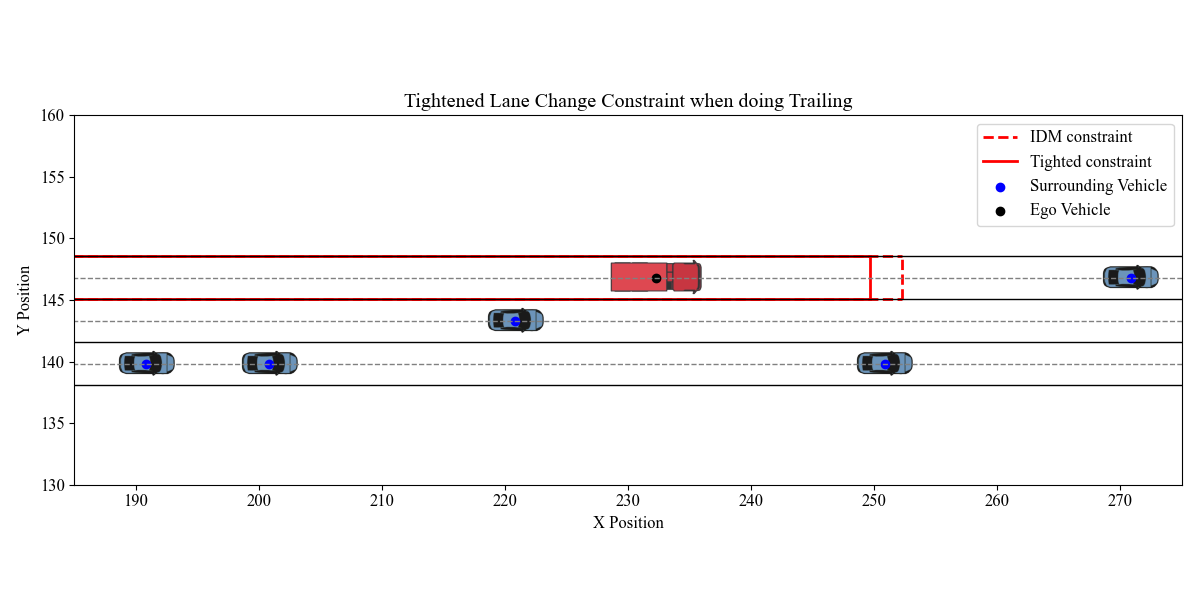 Tightened Lane Change Constraint when doing Trailing
160
155
150
145
140
135
130
Y Position
IDM constraint
Tighted constraint
Surrounding Vehicle
Ego Vehicle
190 200 210 220 230 240 250 260 270
X Position